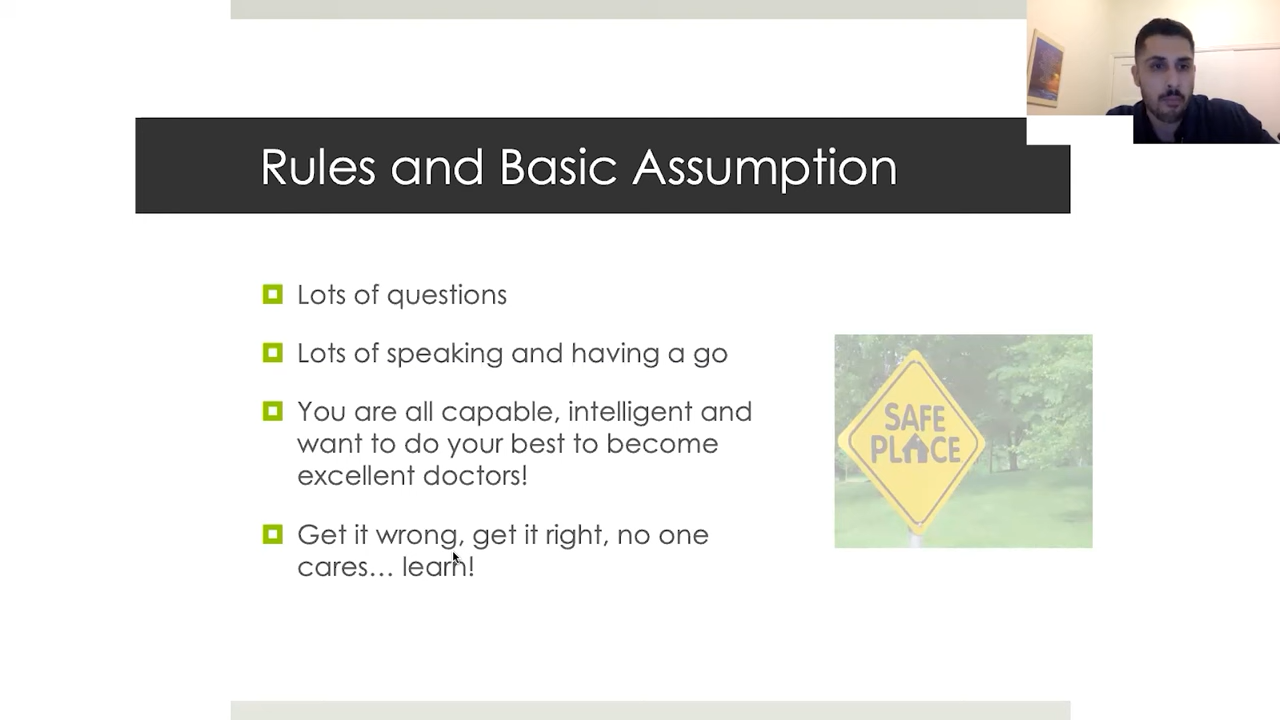 Rules and Basic Assumption
Lots of questions
Lots of speaking and having a go
You are all capable, intelligent and
want to do your best to become
excellent doctors!
Get it wrong, get it right, no one
cares... learn!
SAFE
PLACE